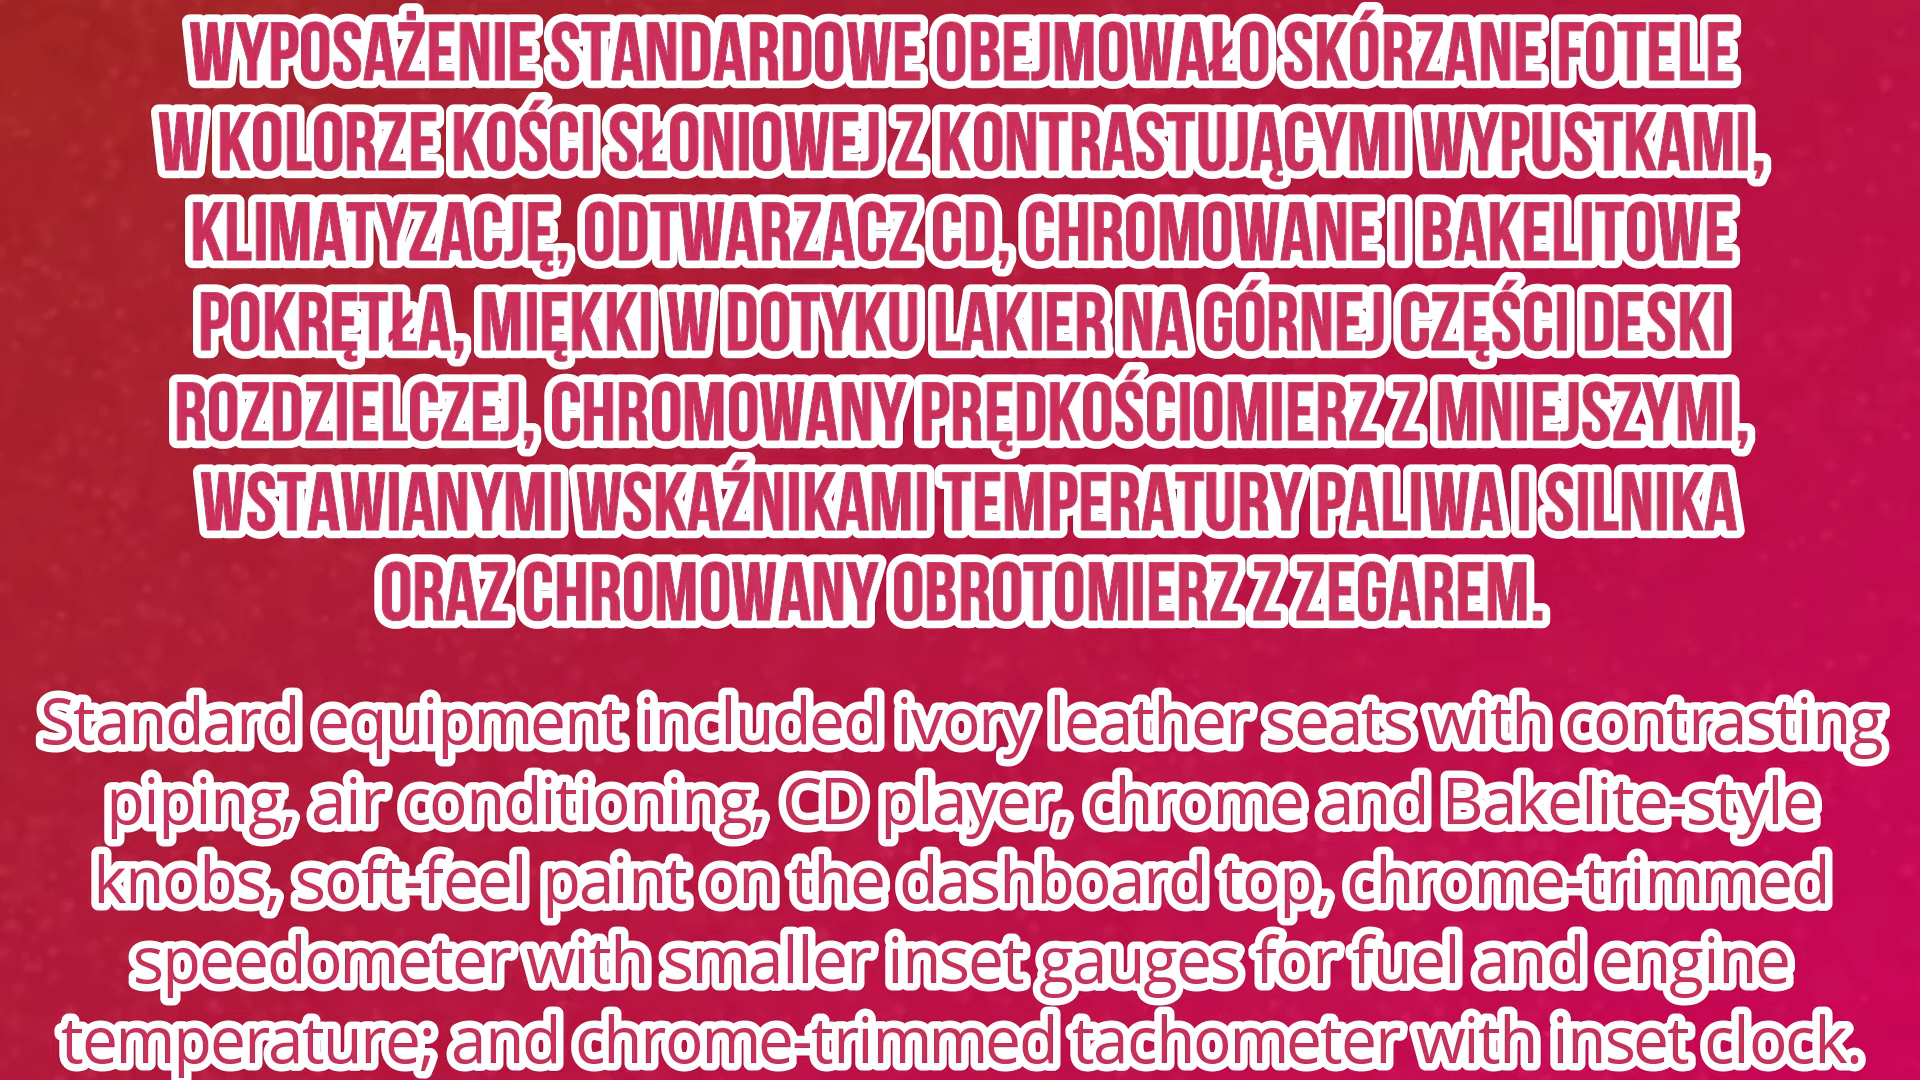 WYPOSAŻENIE STANDARDOWE OBEJMOWAŁO SKÓRZANE FOTELE
W KOLORZE KOŚCI SŁONIOWEJ Z KONTRASTUJĄCYMI WYPUSTKAMI,
KLIMATYZACJĘ, ODTWARZACZ CD, CHROMOWANE I BAKELITOWE
POKRĘTŁA, MIĘKKI W DOTYKU LAKIER NA GÓRNEJ CZĘŚCI DESKI
ROZDZIELCZEJ, CHROMOWANY PRĘDKOŚCIOMIERZ Z MNIEJSZYMI,
WSTAWIANYMI WSKAŹNIKAMI TEMPERATURY PALIWA I SILNIKA
ORAZ CHROMOWANY OBROTOMIERZ Z ZEGAREM.
Standard equipment included ivory leather seats with contrasting
piping, air conditioning, CD player, chrome and Bakelite-style
knobs, soft-feel paint on the dashboard top, chrome-trimmed
speedometer with smaller inset gauges for fuel and engine
temperature; and chrome-trimmed tachometer with inset clock.